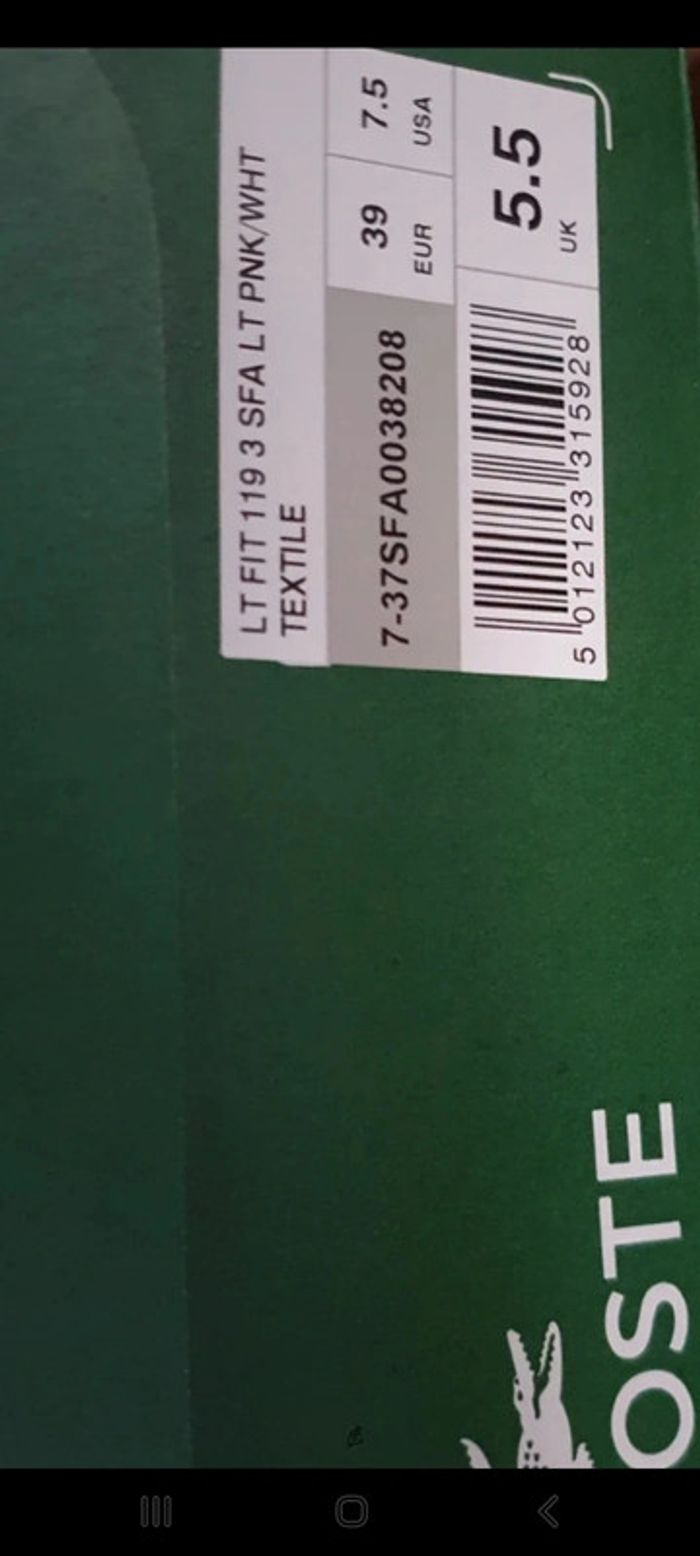 LT FIT 119 3 SFA LT PNK/WHT
TEXTILE
7-37SFA0038208
39
EUR
7.5
USA
5 012123 315928
5.5
UK
OSTE